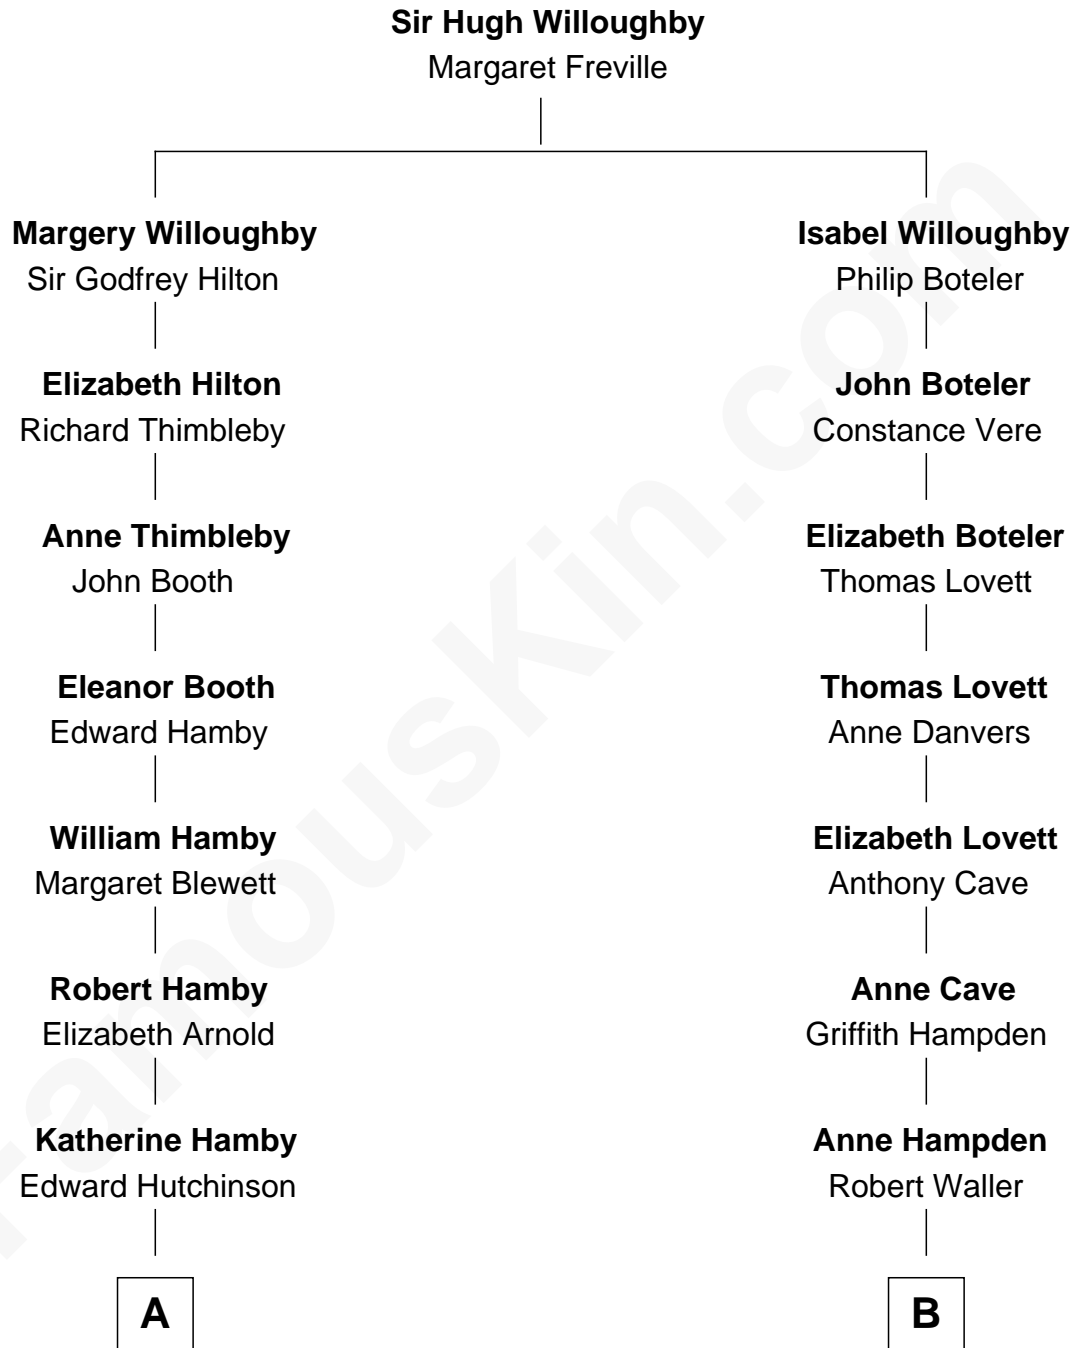 Sir Hugh Willoughby
Margaret Freville
Margery Willoughby
Sir Godfrey Hilton
Isabel Willoughby
Philip Boteler
Elizabeth Hilton
Richard Thimbleby
John Boteler
Constance Vere
Anne Thimbleby
John Booth
Elizabeth Boteler
Thomas Lovett
Eleanor Booth
Edward Hamby
Thomas Lovett
Anne Danvers
William Hamby
Margaret Blewett
Elizabeth Lovett
Anthony Cave
Robert Hamby
Elizabeth Arnold
Anne Cave
Griffith Hampden
Katherine Hamby
Edward Hutchinson
Anne Hampden
Robert Waller
A
B
FamousKin.com